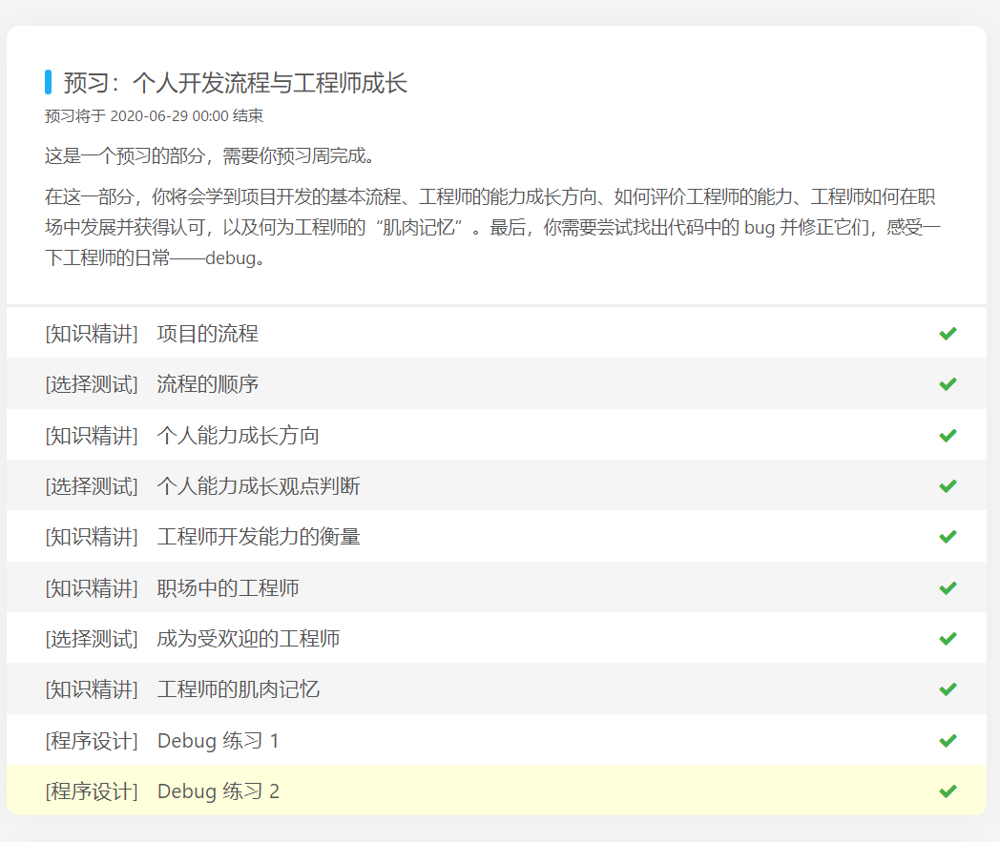 预习：个人开发流程与工程师成长
预习将于 2020-06-29 00:00 结束
这是一个预习的部分，需要你预习周完成。
在这一部分，你将会学到项目开发的基本流程、工程师的能力成长方向、如何评价工程师的能力、工程师如何在职
场中发展并获得认可，以及何为工程师的“肌肉记忆”。最后，你需要尝试找出代码中的 bug 并修正它们，感受一
下工程师的日常——debug。
[知识精讲] 项目的流程
[选择测试] 流程的顺序
[知识精讲] 个人能力成长方向
[选择测试] 个人能力成长观点判断
[知识精讲] 工程师开发能力的衡量
[知识精讲] 职场中的工程师
[选择测试] 成为受欢迎的工程师
[知识精讲] 工程师的肌肉记忆
[程序设计] Debug 练习 1
[程序设计] Debug 练习 2